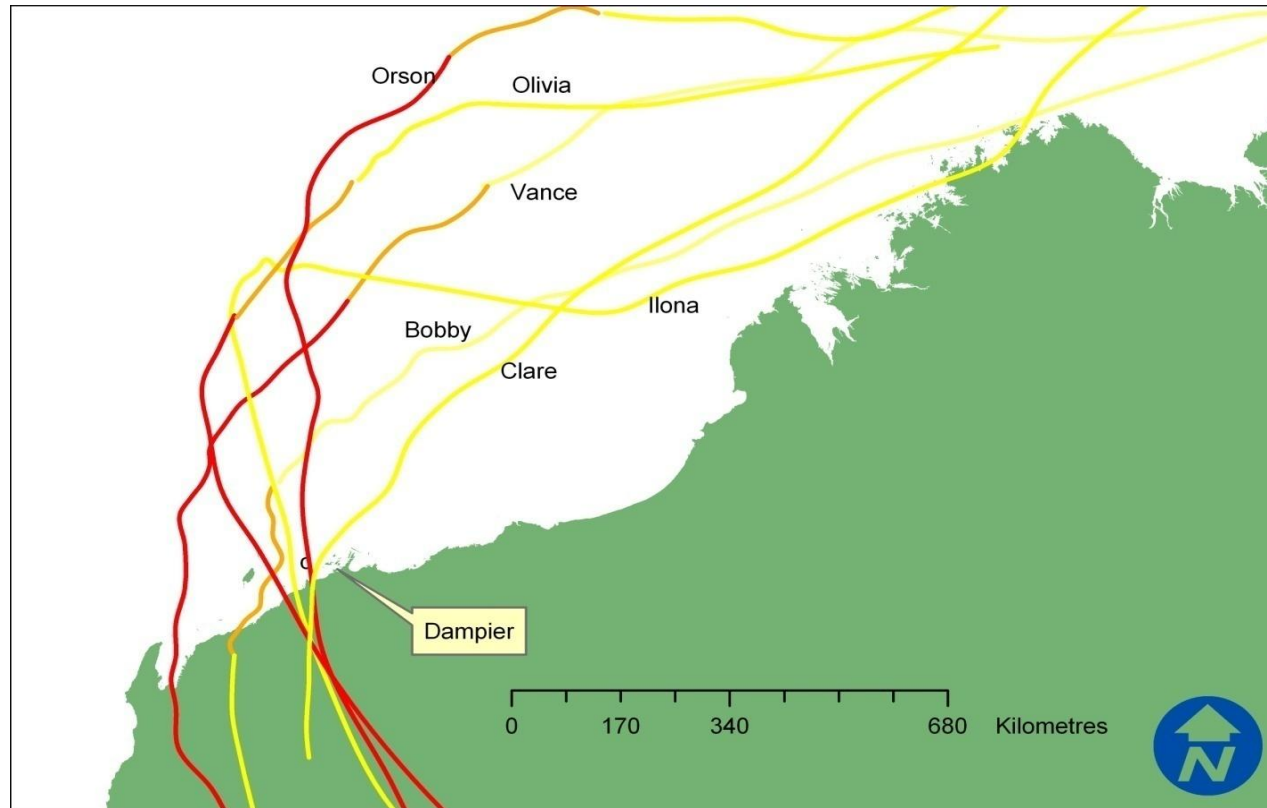 Orson
Olivia
Vance
Ilona
Bobby
Clare
Dampier
0 170 340 680 Kilometres
N